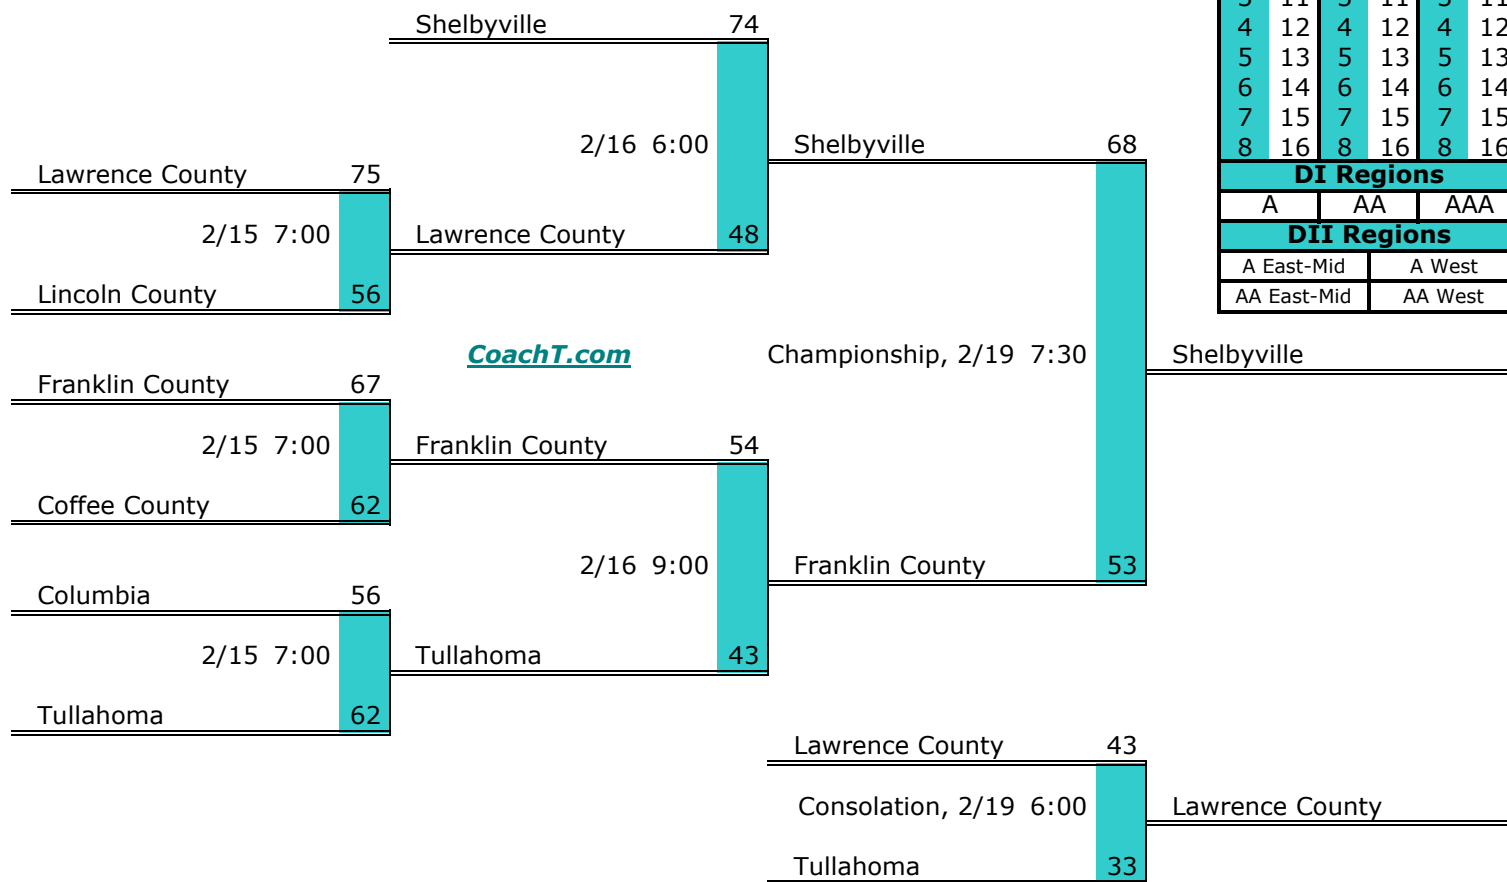 Shelbyville 74
3 11 3 11 3 11
4 12 4 12 4 12
5 13 5 13 5 13
6 14 6 14 6 14
7 15 7 15 7 15
2/16 6:00 Shelbyville 68
8 16 8 16 8 16
Lawrence County 75
DI Regions
A AA AAA
2/15 7:00 Lawrence County 48
DII Regions
A East-Mid A West
Lincoln County 56
AA East-Mid AA West
CoachT.com Championship, 2/19 7:30 Shelbyville
Franklin County 67
2/15 7:00 Franklin County 54
Coffee County 62
2/16 9:00 Franklin County 53
Columbia 56
2/15 7:00 Tullahoma 43
Tullahoma 62
Lawrence County 43
Consolation, 2/19 6:00 Lawrence County
Tullahoma 33